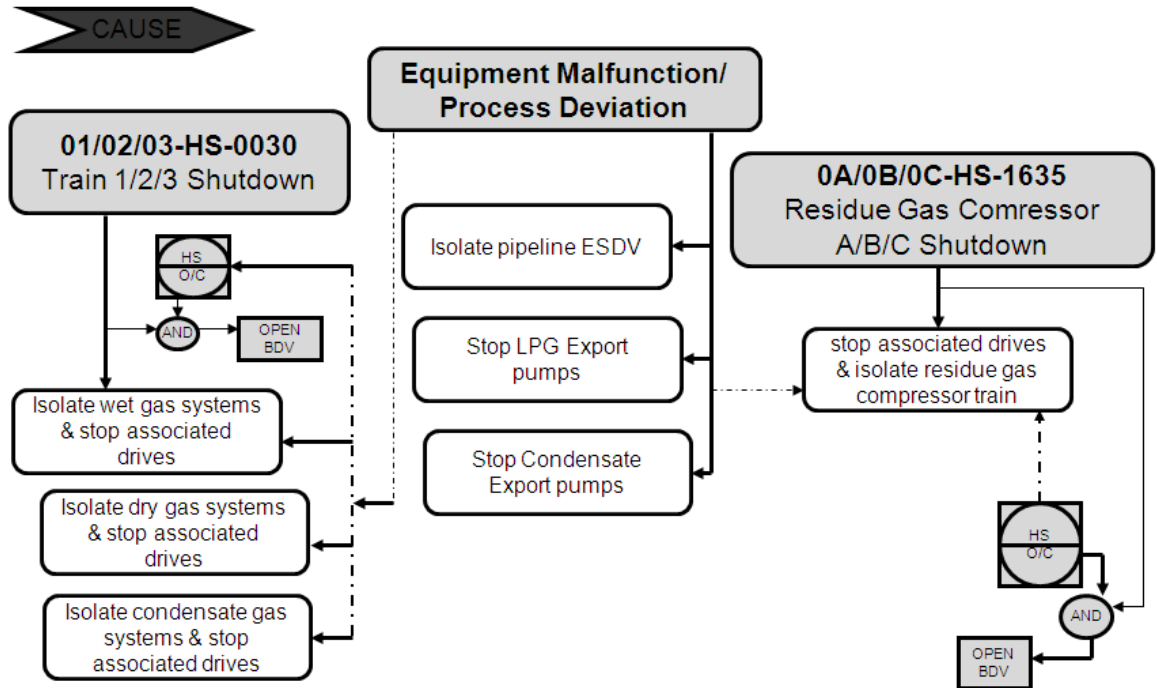 CAUSE
Equipment Malfunction/
Process Deviation
01/02/03-HS-0030
Train 1/2/3 Shutdown
0A/0B/0C-HS-1635
Residue Gas Comressor
A/B/C Shutdown
HS
O/C
AND
OPEN
BDV
Isolate pipeline ESDV
Stop LPG Export
pumps
Stop Condensate
Export pumps
stop associated drives
& isolate residue gas
compressor train
Isolate wet gas systems
& stop associated
drives
Isolate dry gas systems
& stop associated
drives
Isolate condensate gas
systems & stop
associated drives
HS
O/C
AND
OPEN
BDV